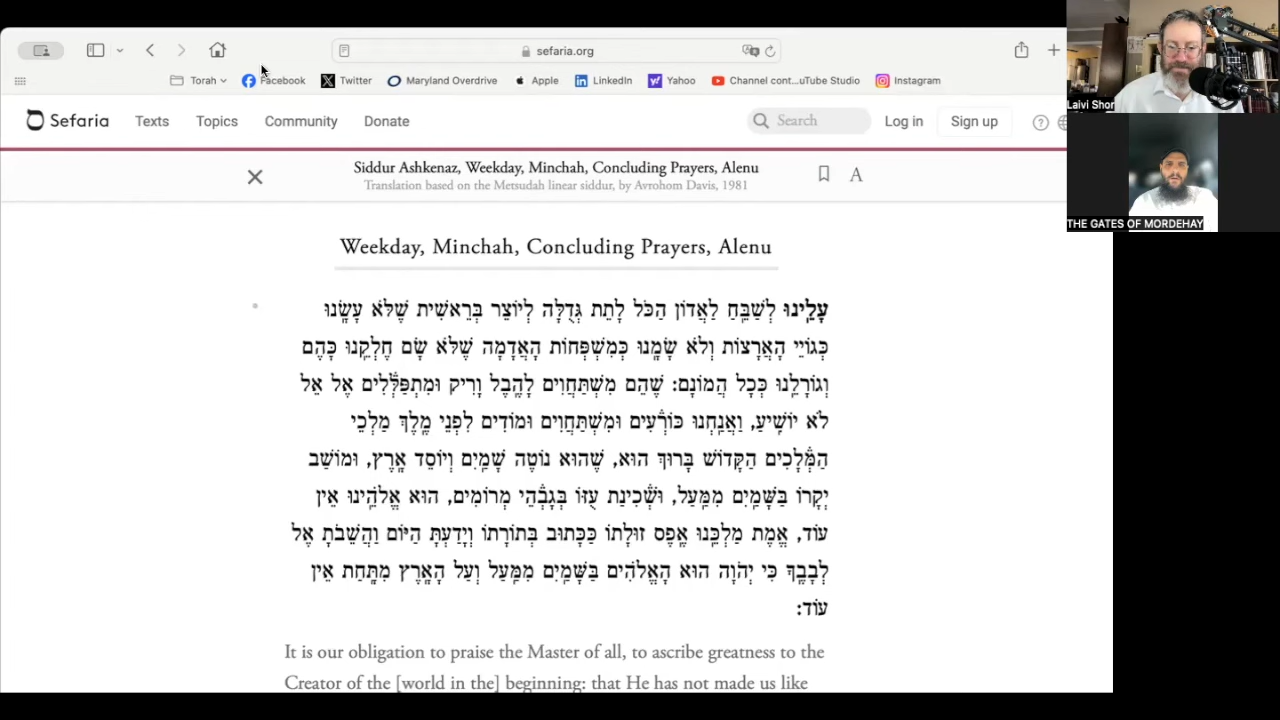 sefaria.org
Torah
Facebook
Twitter
Maryland Overdrive
Apple
LinkedIn
Yahoo
Channel cont...uTube Studio
Instagram
Laivi Shor
THE GATES OF MORDEHAY
Sefaria
Texts
Topics
Community
Donate
Search
Log in
Sign up
Siddur Ashkenaz, Weekday, Minchah, Concluding Prayers, Alenu
Translation based on the Metsudah linear siddur, by Avrohom Davis, 1981
A
Weekday, Minchah, Concluding Prayers, Alenu
עָלֵֽינוּ לְשַׁבֵּֽחַ לַאֲדוֹן הַכֹּל לָתֵת גְּדֻלָּה לְיוֹצֵר בְּרֵאשִׁית שֶׁלֹּא עָשָֽׂנוּ
כְּגוֹיֵי הָאֲרָצוֹת וְלֹא שָׂמָֽנוּ כְּמִשְׁפְּחוֹת הָאֲדָמָה שֶׁלֹּא שָׂם חֶלְקֵֽנוּ כָּהֶם
וְגוֹרָלֵֽנוּ כְּכָל הֲמוֹנָם: שֶׁהֵם מִשְׁתַּחֲוִים לָהֶֽבֶל וָרִיק וּמִתְפַּלְּ֒לִים אֶל אֵל
לֹא יוֹשִֽׁיעַ, וַאֲנַֽחְנוּ כּוֹרְ֒עִים וּמִשְׁתַּחֲוִים וּמוֹדִים לִפְנֵי מֶֽלֶךְ מַלְכֵי
הַמְּ֒לָכִים הַקָּדוֹשׁ בָּרוּךְ הוּא, שֶׁהוּא נוֹטֶה שָׁמַֽיִם וְיוֹסֵד אָֽרֶץ, וּמוֹשַׁב
יְקָרוֹ בַּשָּׁמַֽיִם מִמַּֽעַל, וּשְׁ֒כִינַת עֻזּוֹ בְּגָבְ֒הֵי מְרוֹמִים, הוּא אֱלֹהֵֽינוּ אֵין
עוֹד, אֱמֶת מַלְכֵּֽנוּ אֶֽפֶס זוּלָתוֹ כַּכָּתוּב בְּתוֹרָתוֹ וְיָדַעְתָּ הַיּוֹם וַהֲשֵׁבֹתָ אֶל
לְבָבֶֽךָ כִּי יְהֹוָה הוּא הָאֱלֹהִים בַּשָּׁמַֽיִם מִמַּֽעַל וְעַל הָאָֽרֶץ מִתָּֽחַת אֵין
עוֹד:
It is our obligation to praise the Master of all, to ascribe greatness to the
Creator of the [world in the] beginning: that He has not made us like